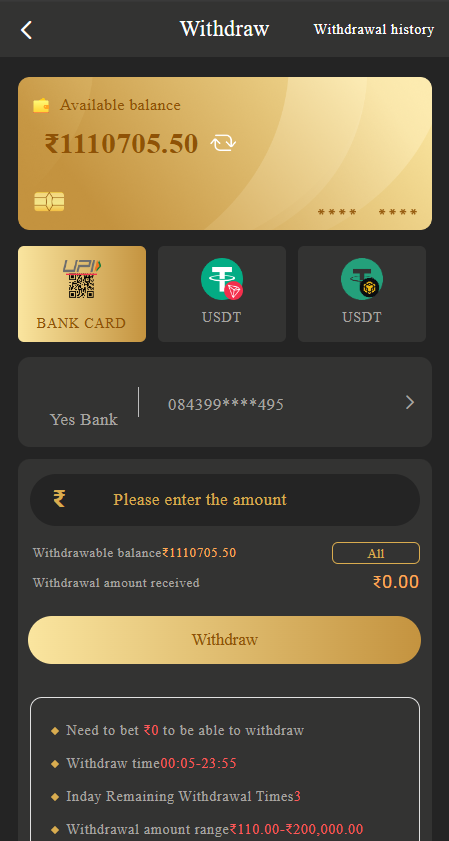 Withdraw
Withdrawal history
Available balance
₹1110705.50
**** ****
UPI
BANK CARD
USDT
USDT
Yes Bank
084399****495
₹ Please enter the amount
Withdrawable balance₹1110705.50
All
Withdrawal amount received
₹0.00
Withdraw
Need to bet ₹0 to be able to withdraw
Withdraw time00:05-23:55
Inday Remaining Withdrawal Times3
Withdrawal amount range₹110.00-₹200,000.00